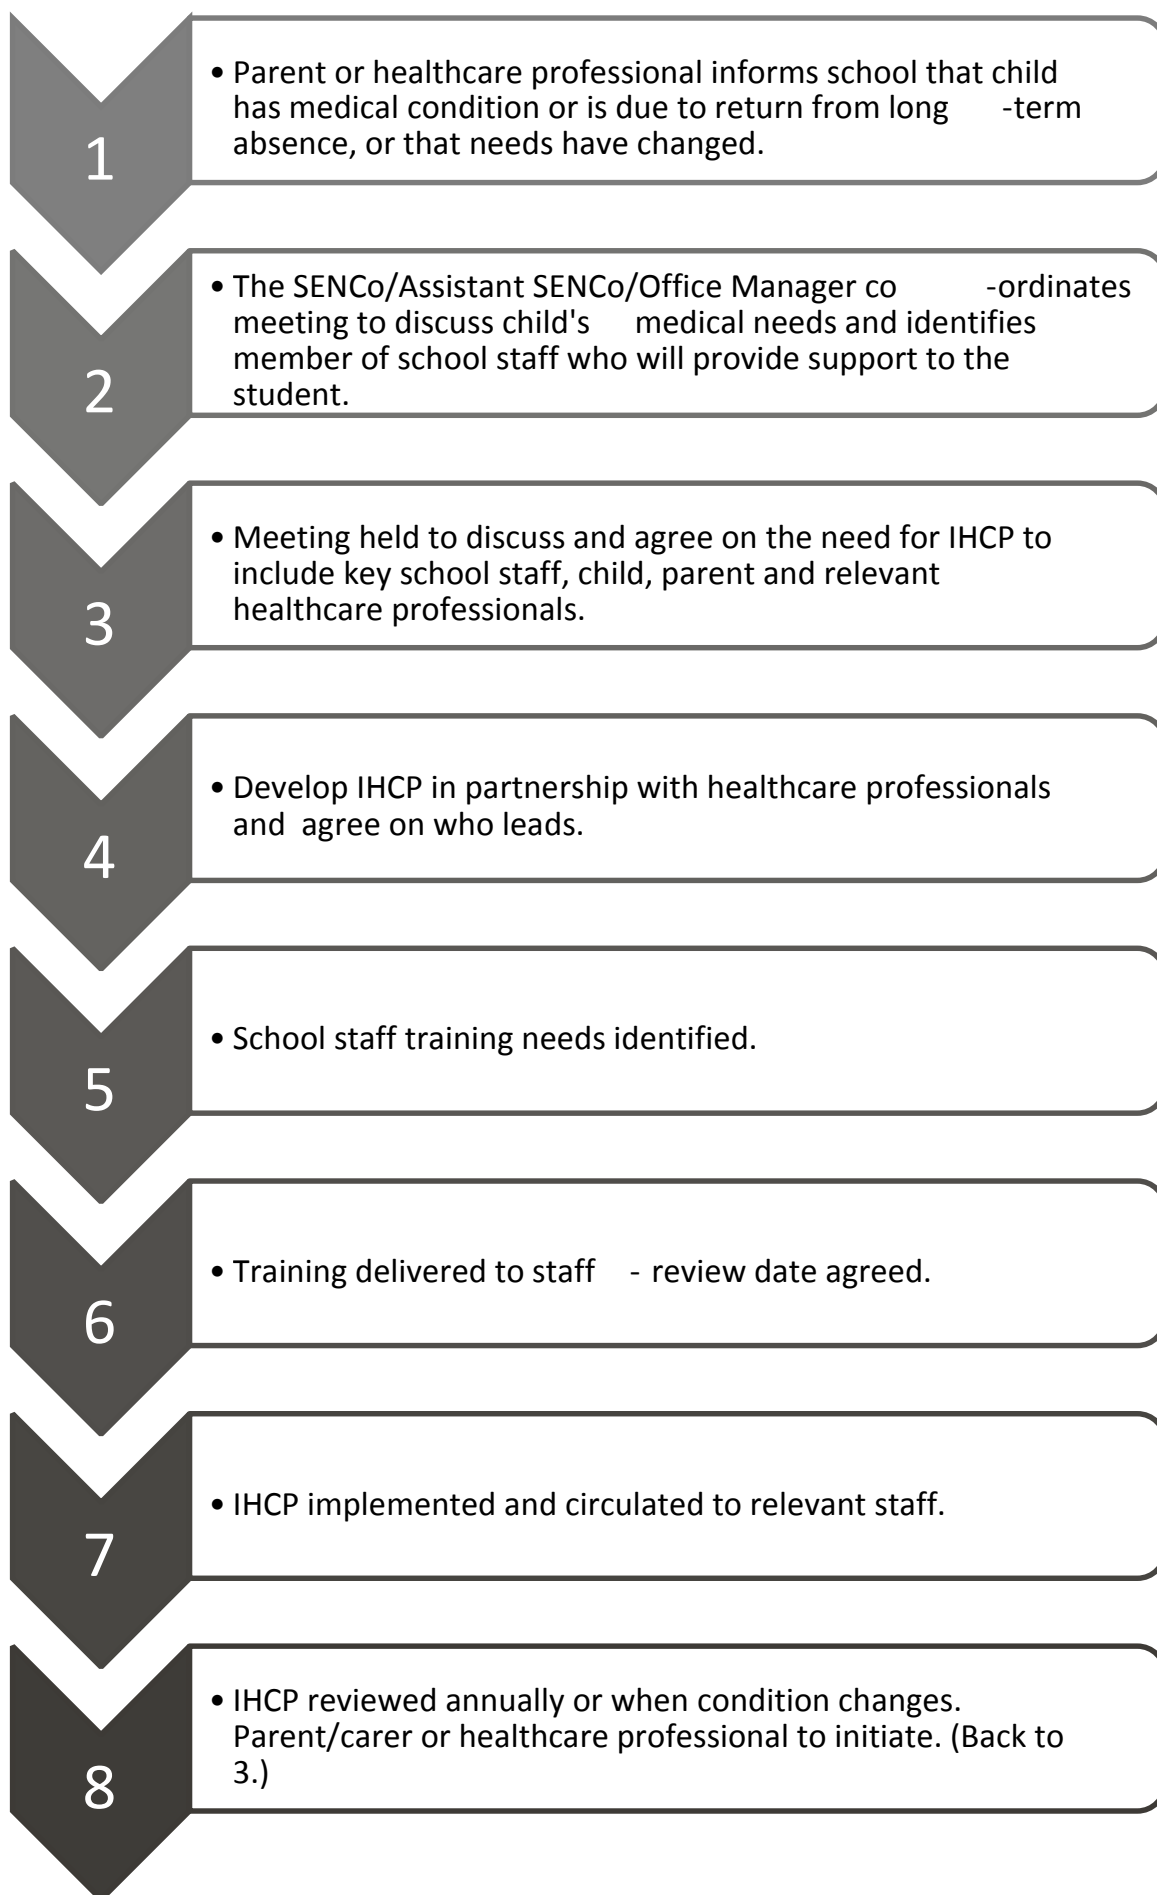 1
• Parent or healthcare professional informs school that child
has medical condition or is due to return from long -term
absence, or that needs have changed.
2
• The SENCo/Assistant SENCo/Office Manager co -ordinates
meeting to discuss child's medical needs and identifies
member of school staff who will provide support to the
student.
3
• Meeting held to discuss and agree on the need for IHCP to
include key school staff, child, parent and relevant
healthcare professionals.
4
• Develop IHCP in partnership with healthcare professionals
and agree on who leads.
5
• School staff training needs identified.
6
• Training delivered to staff - review date agreed.
7
• IHCP implemented and circulated to relevant staff.
8
• IHCP reviewed annually or when condition changes.
Parent/carer or healthcare professional to initiate. (Back to
3.)